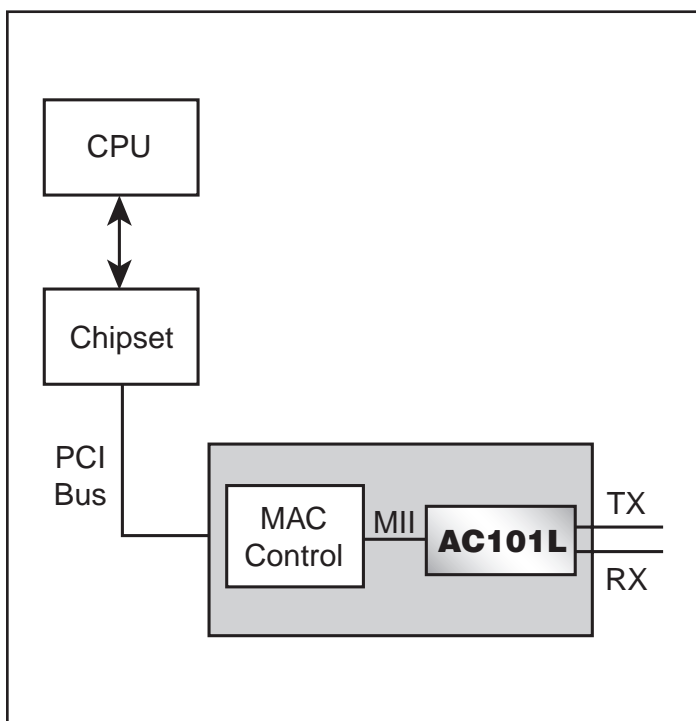 CPU
Chipset
PCI
Bus
MAC
Control
MII
AC101L
TX
RX